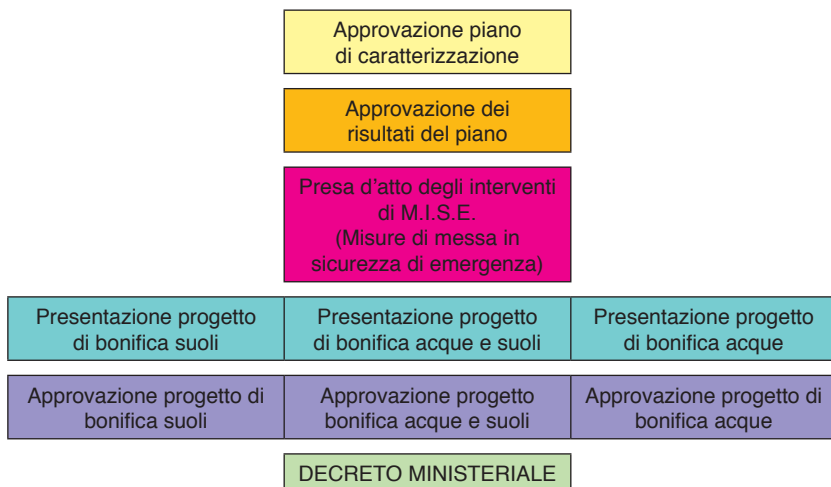 Approvazione piano
di caratterizzazione
Approvazione dei
risultati del piano
Presa d'atto degli interventi
di M.I.S.E.
(Misure di messa in
sicurezza di emergenza)
Presentazione progetto
di bonifica suoli
Presentazione progetto
di bonifica acque e suoli
Presentazione progetto
di bonifica acque
Approvazione progetto di
bonifica suoli
Approvazione progetto
bonifica acque e suoli
Approvazione progetto di
bonifica acque
DECRETO MINISTERIALE